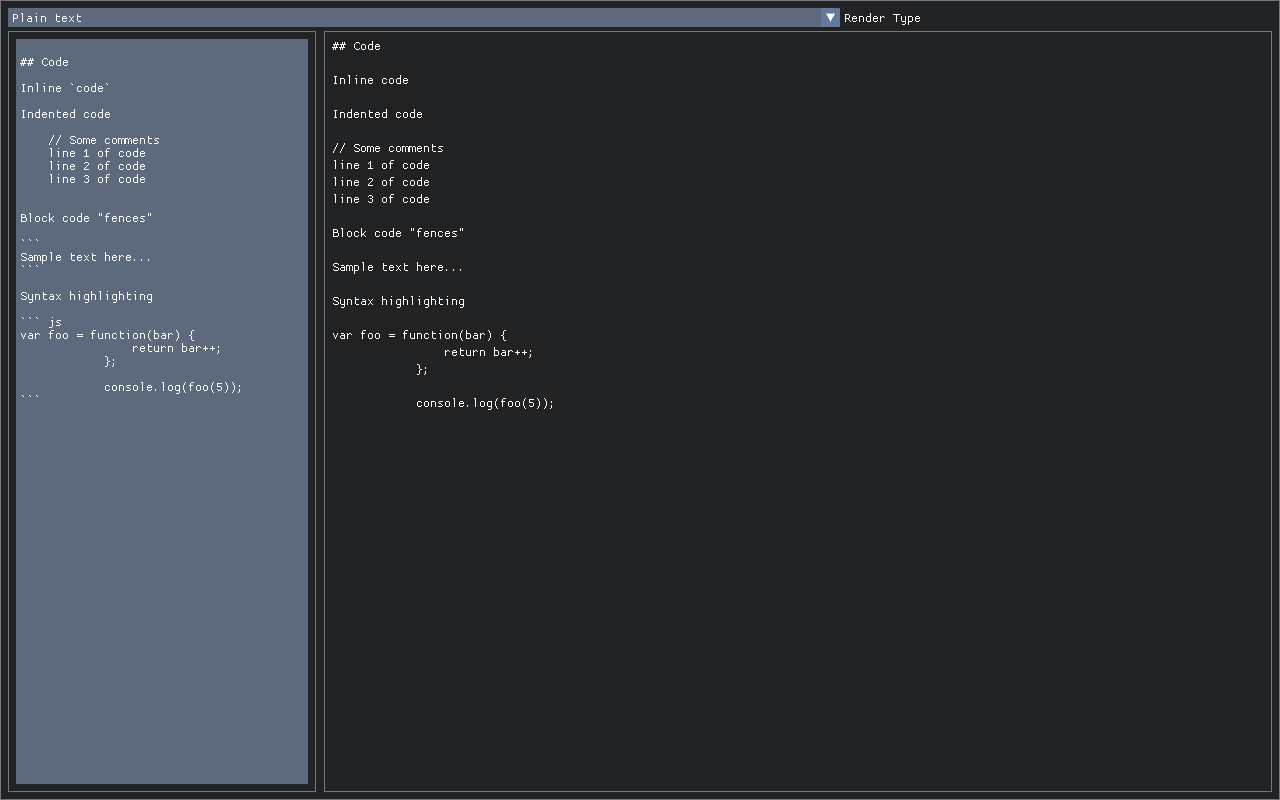 Plain text
Render Type
## Code
Inline `code`
Indented code
    // Some comments
    line 1 of code
    line 2 of code
    line 3 of code
Block code "fences"
```
Sample text here...
```
Syntax highlighting
``` js
var foo = function(bar) {
                return bar++;
            };
            console.log(foo(5));
```
## Code
Inline code
Indented code
// Some comments
line 1 of code
line 2 of code
line 3 of code
Block code "fences"
Sample text here...
Syntax highlighting
var foo = function(bar) {
                return bar++;
            };
            console.log(foo(5));